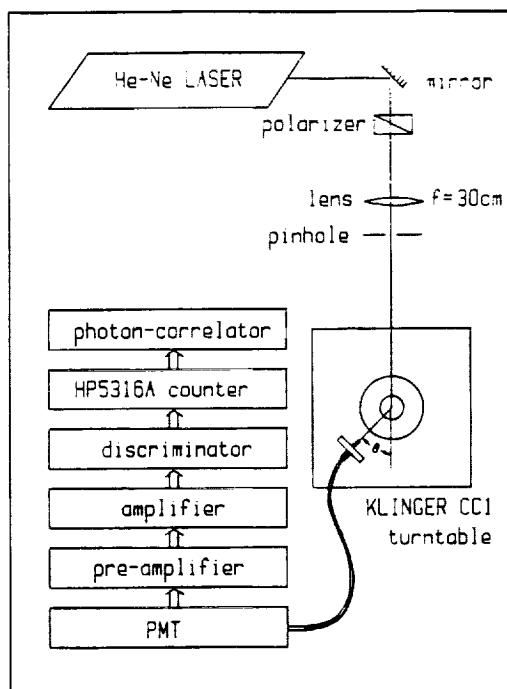 He-Ne LASER
mirror
polarizer
lens
f=30cm
pinhole
photon-correlator
HP5316A counter
discriminator
amplifier
pre-amplifier
PMT
θ
KLINGER CC1
turntable